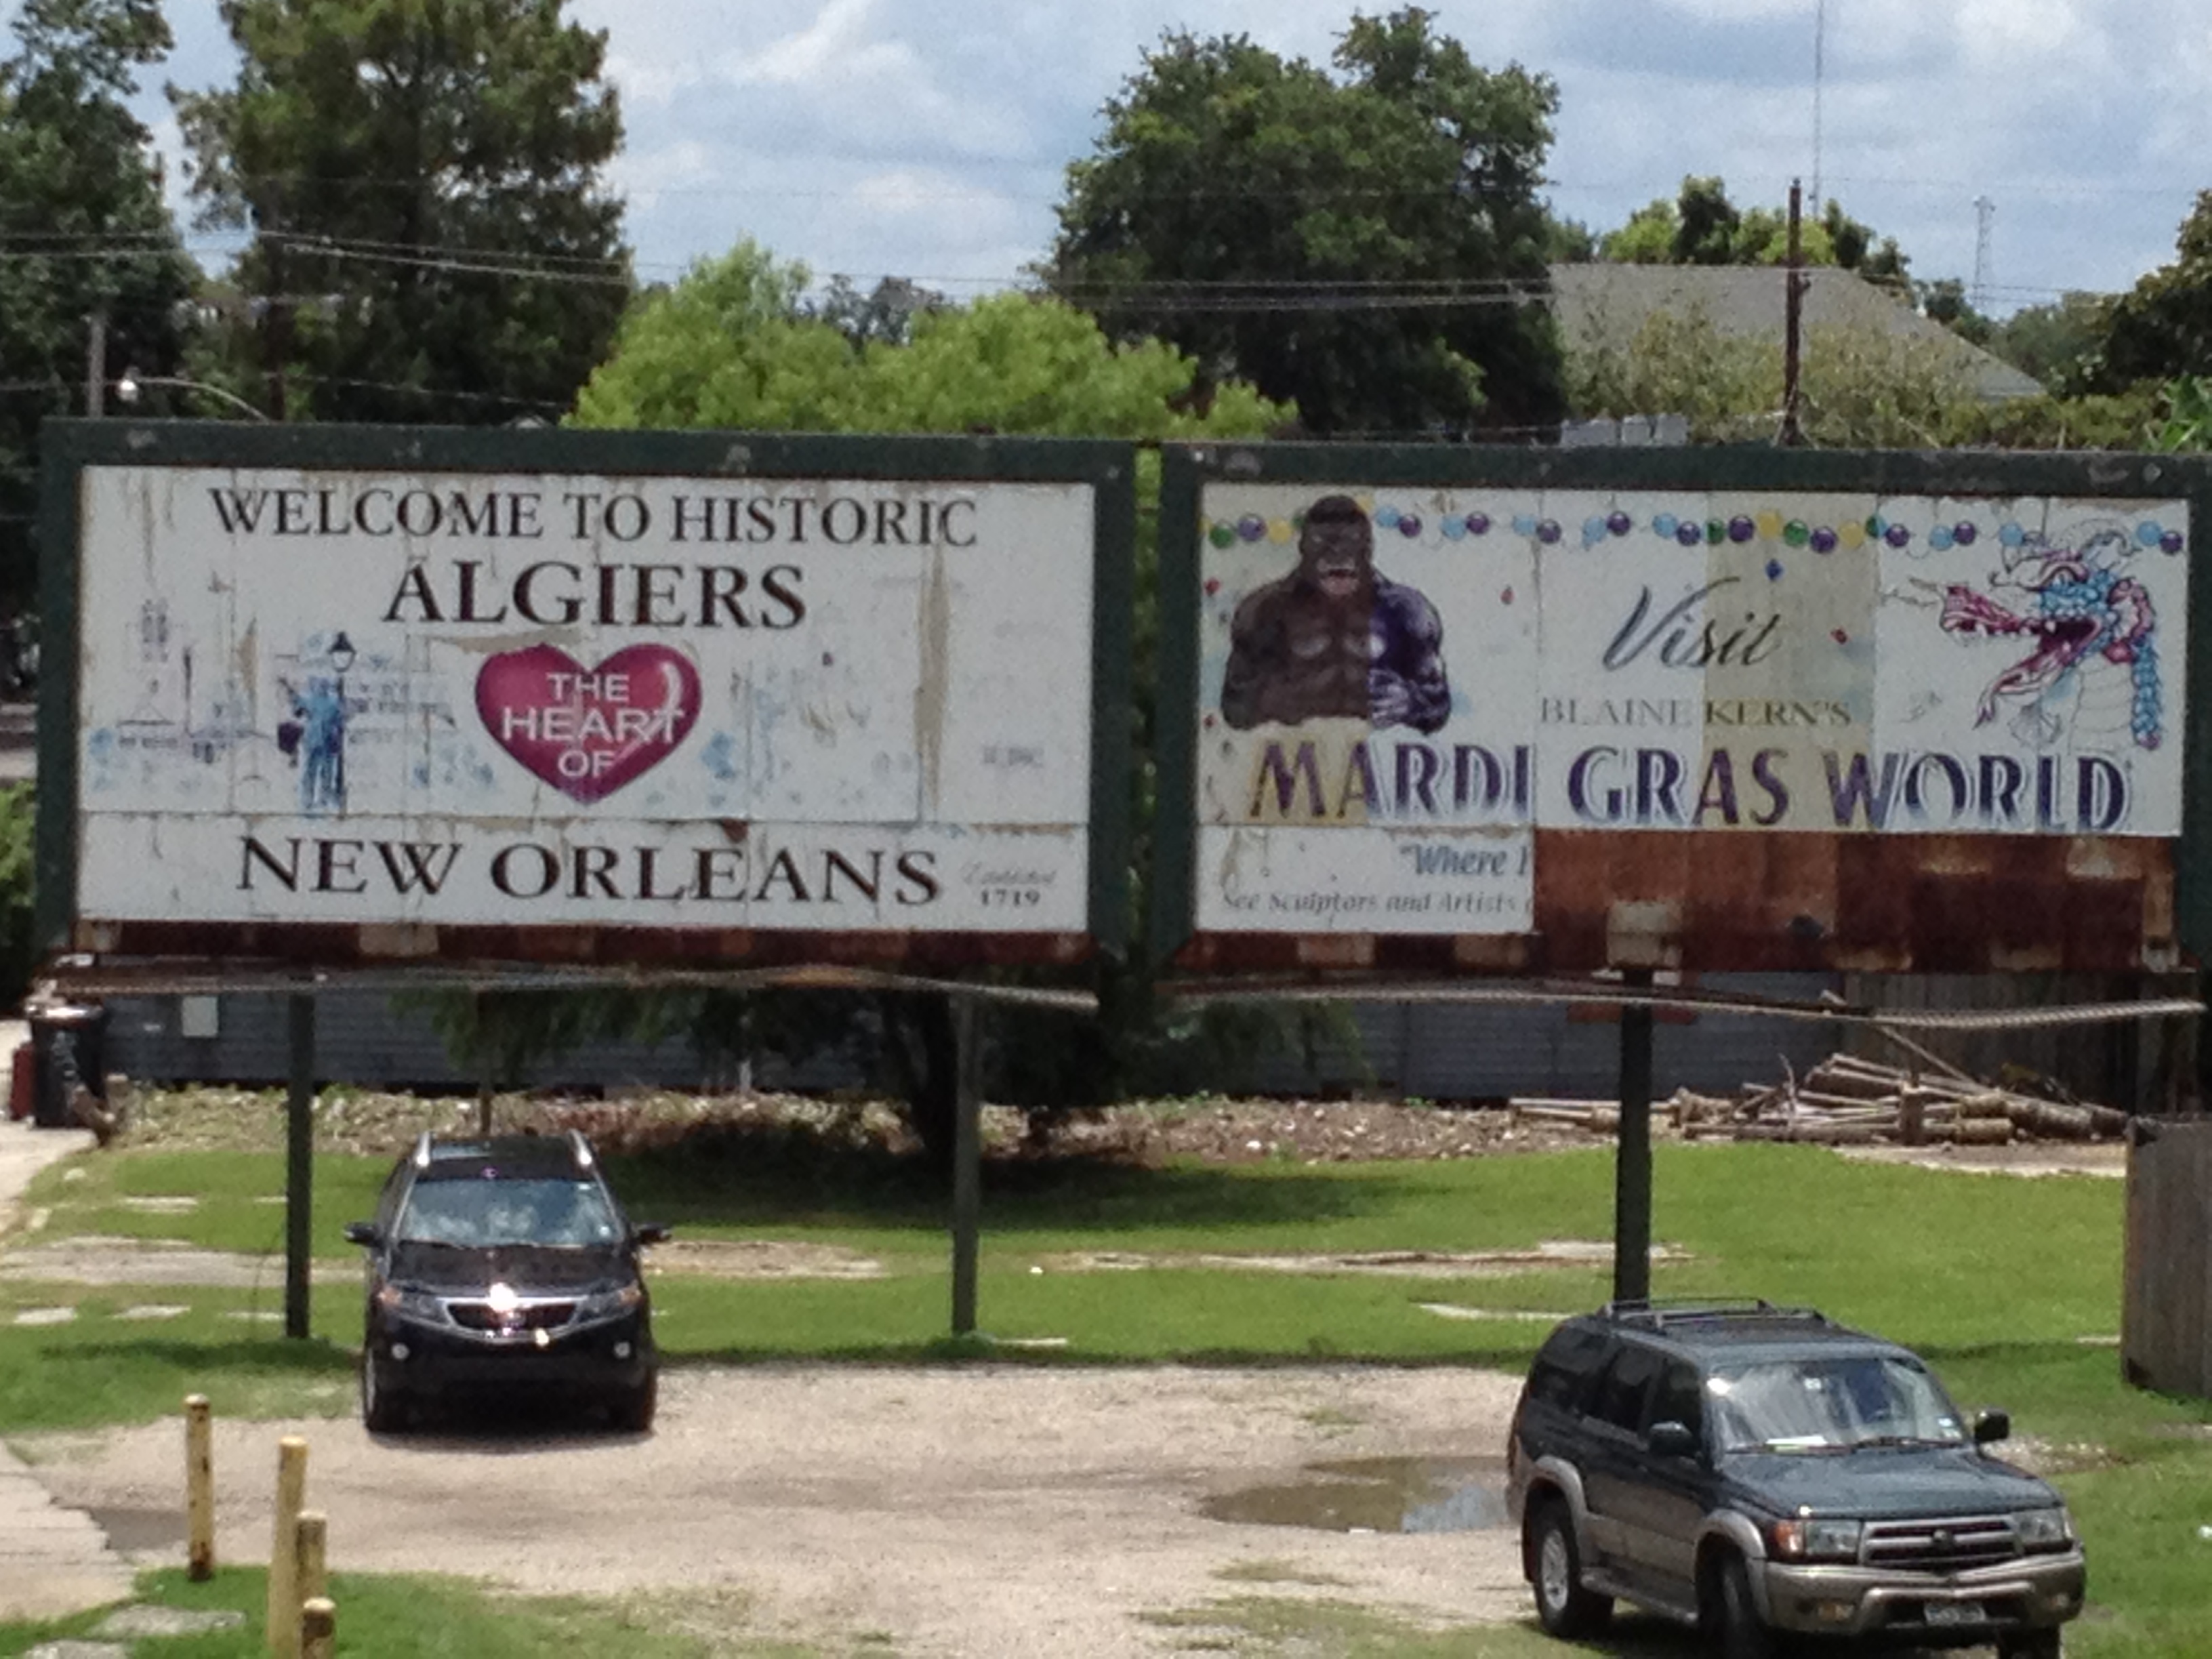 WELCOME TO HISTORIC
ALGIERS
THE
HEART
OF
NEW ORLEANS
Established
1719
Visit
BLAINE KERN'S
MARDI GRAS WORLD
"Where
See Sculptors and Artists